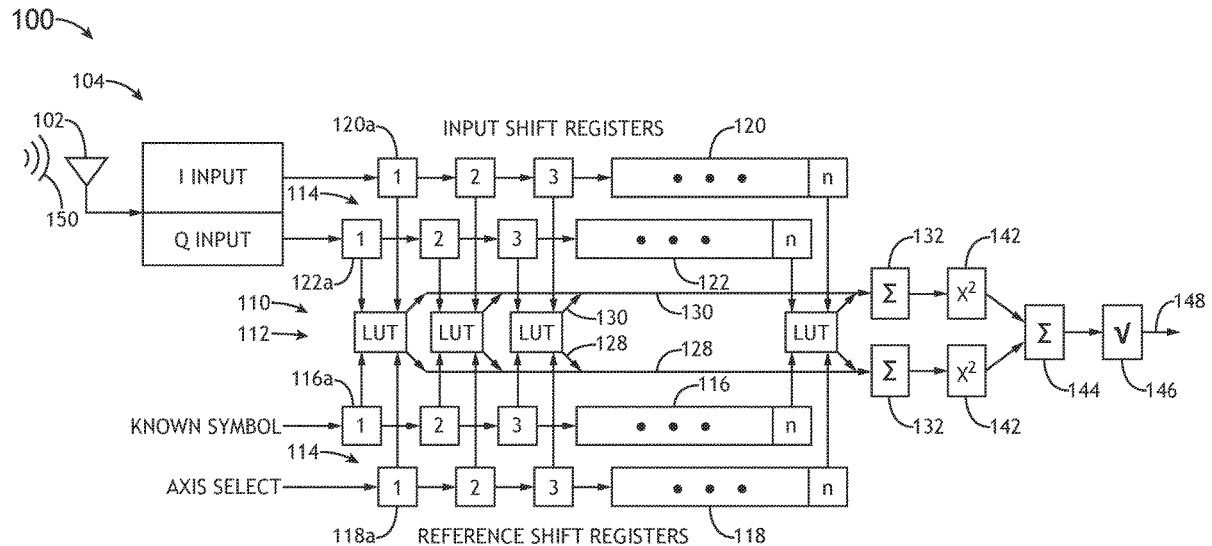 100
104
102
120a
INPUT SHIFT REGISTERS
120
I INPUT
1
2
3
n
150
114
Q INPUT
1
2
3
n
122a
122
132
142
110
112
LUT
LUT
LUT
LUT
130
130
128
128
Σ
X²
Σ
√
148
Σ
X²
144
146
116a
116
132
142
KNOWN SYMBOL
1
2
3
n
114
AXIS SELECT
1
2
3
n
118a
REFERENCE SHIFT REGISTERS
118